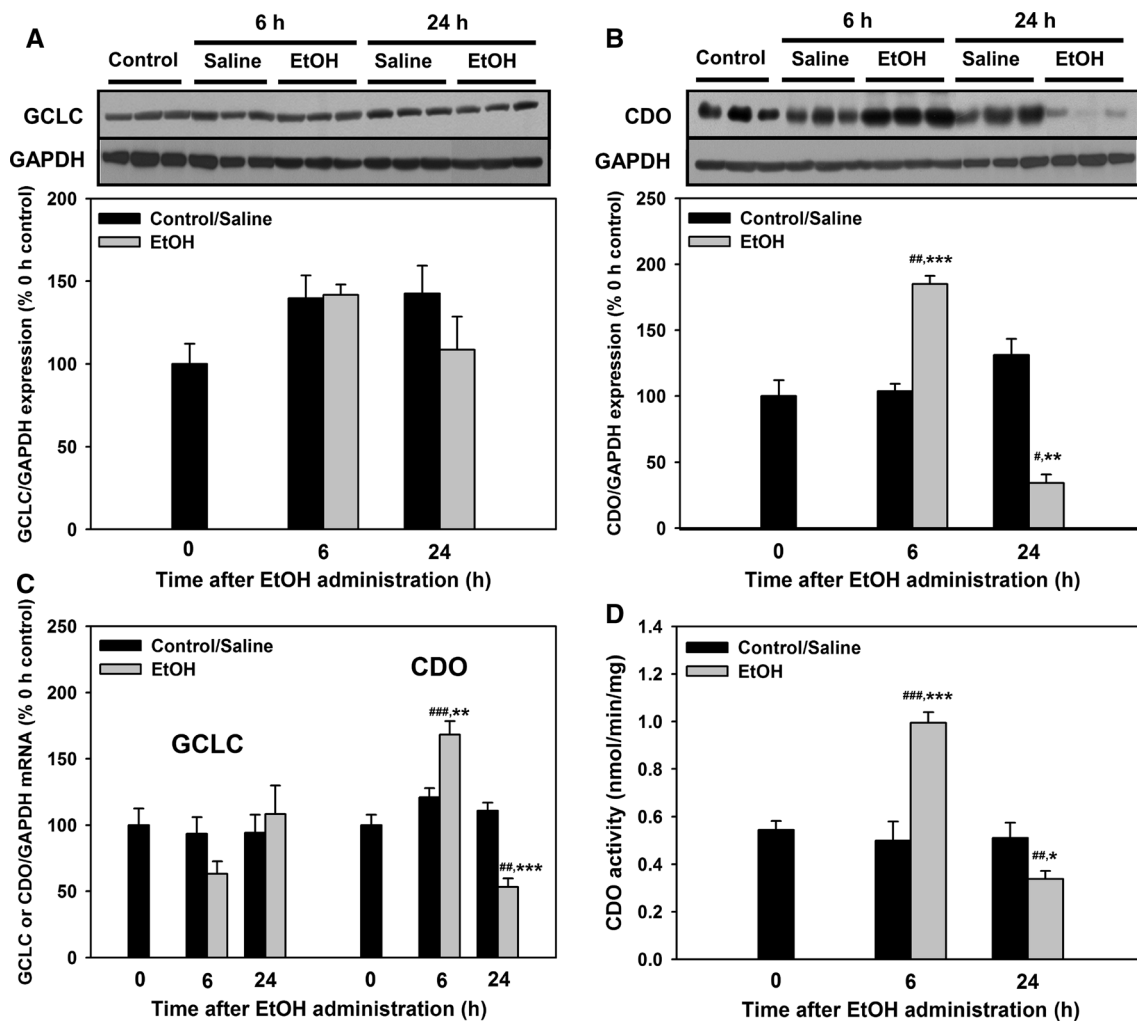 A
6 h
24 h
Control
Saline
EtOH
Saline
EtOH
GCLC
GAPDH
200
150
100
50
0
GCLC/GAPDH expression (% 0 h control)
Control/Saline
EtOH
0
6
24
Time after EtOH administration (h)
B
6 h
24 h
Control
Saline
EtOH
Saline
EtOH
CDO
GAPDH
250
200
150
100
50
0
CDO/GAPDH expression (% 0 h control)
Control/Saline
EtOH
##,***
#,**
0
6
24
Time after EtOH administration (h)
C
250
200
150
100
50
0
GCLC or CDO/GAPDH mRNA (% 0 h control)
Control/Saline
EtOH
GCLC
CDO
###,**
##,***
0
6
24
0
6
24
Time after EtOH administration (h)
D
1.4
1.2
1.0
0.8
0.6
0.4
0.2
0.0
CDO activity (nmol/min/mg)
Control/Saline
EtOH
###,***
##,*
0
6
24
Time after EtOH administration (h)